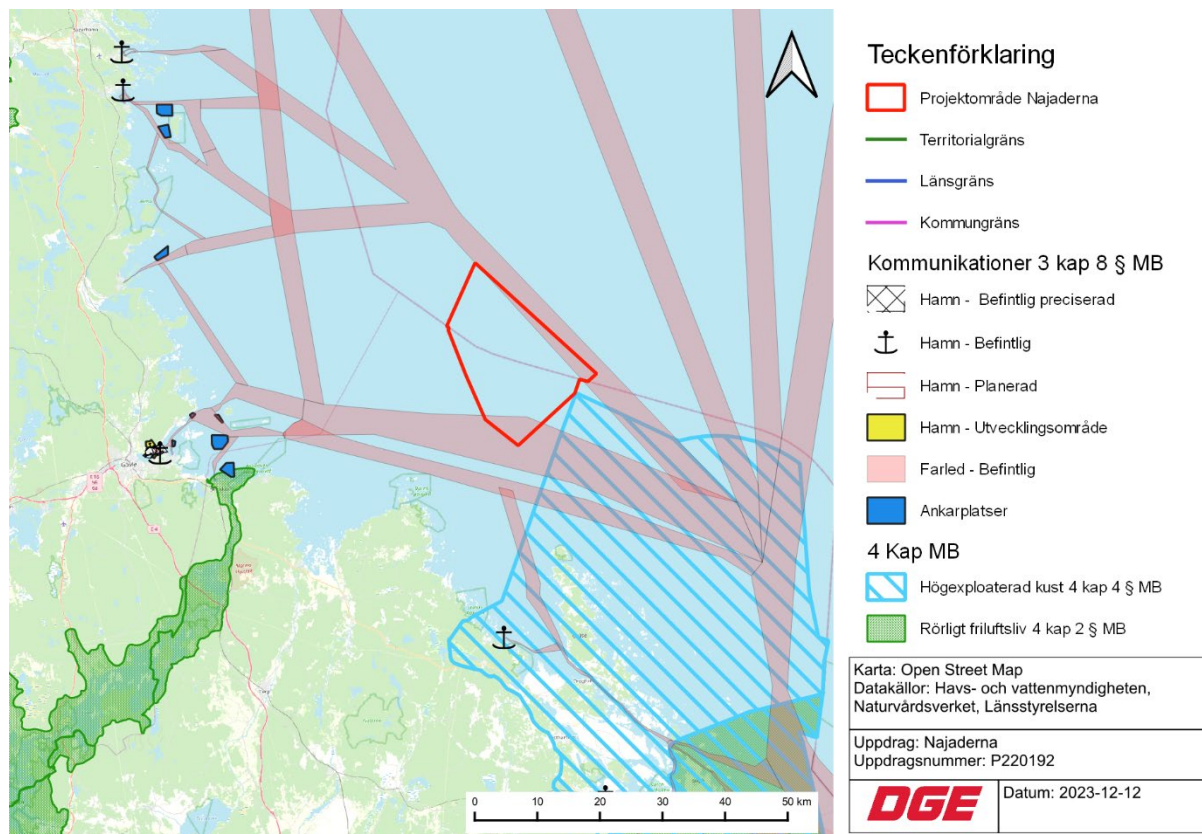 Teckenförklaring
Projektområde Najaderna
Territorialgräns
Länsgräns
Kommungräns
Kommunikationer 3 kap 8 § MB
Hamn - Befintlig preciserad
Hamn - Befintlig
Hamn - Planerad
Hamn - Utvecklingsområde
Farled - Befintlig
Ankarplatser
4 Kap MB
Högexploaterad kust 4 kap 4 § MB
Rörligt friluftsliv 4 kap 2 § MB
Karta: Open Street Map
Datakällor: Havs- och vattenmyndigheten,
Naturvårdsverket, Länsstyrelserna
Uppdrag: Najaderna
Uppdragsnummer: P220192
DGE
Datum: 2023-12-12
Gävle
0 10 20 30 40 50 km